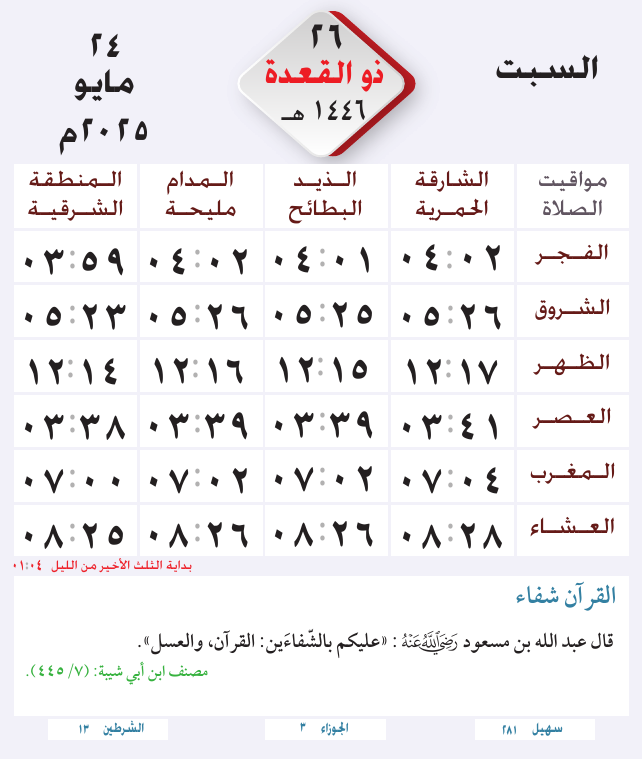 السبت
٢٦
ذو القعدة
١٤٤٦ هـ
٢٤
مايو
٢٠٢٥م
مواقيت الصلاة | الشارقة الحمرية | الذيد البطائح | المدام مليحة | المنطقة الشرقية
الفجر | ٠٤:٠٢ | ٠٤:٠١ | ٠٤:٠٢ | ٠٣:٥٩
الشروق | ٠٥:٢٦ | ٠٥:٢٥ | ٠٥:٢٦ | ٠٥:٢٣
الظهر | ١٢:١٧ | ١٢:١٥ | ١٢:١٦ | ١٢:١٤
العصر | ٠٣:٤١ | ٠٣:٣٩ | ٠٣:٣٩ | ٠٣:٣٨
المغرب | ٠٧:٠٤ | ٠٧:٠٢ | ٠٧:٠٢ | ٠٧:٠٠
العشاء | ٠٨:٢٨ | ٠٨:٢٦ | ٠٨:٢٦ | ٠٨:٢٥
بداية الثلث الأخير من الليل ٠١:٠٤
القرآن شفاء
قال عبد الله بن مسعود رَضِيَ اللَّهُ عَنْهُ : «عليكم بالشّفاءَين: القرآن، والعسل».
مصنف ابن أبي شيبة: (٧/ ٤٤٥).
سهيل ٢٨١
الجوزاء ٣
الشرطين ١٣